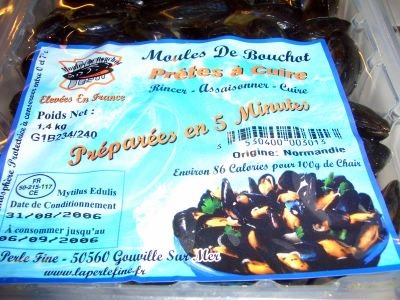 Moules De Bouchot
Prêtes à Cuire
Rincer - Assaisonner - Cuire
Elevées En France
Poids Net :
1,4 kg
G1B234/240
Préparées en 5 Minutes
530400 003013
Origine: Normandie
Environ 86 Calories pour 100g de Chair
FR
50-215-117
CE
Mytilus Edulis
Date de Conditionnement
31/08/2006
A consommer jusqu'au
06/09/2006
Perle Fine - 50560 Gouville Sur Mer
www.laperlefine.fr